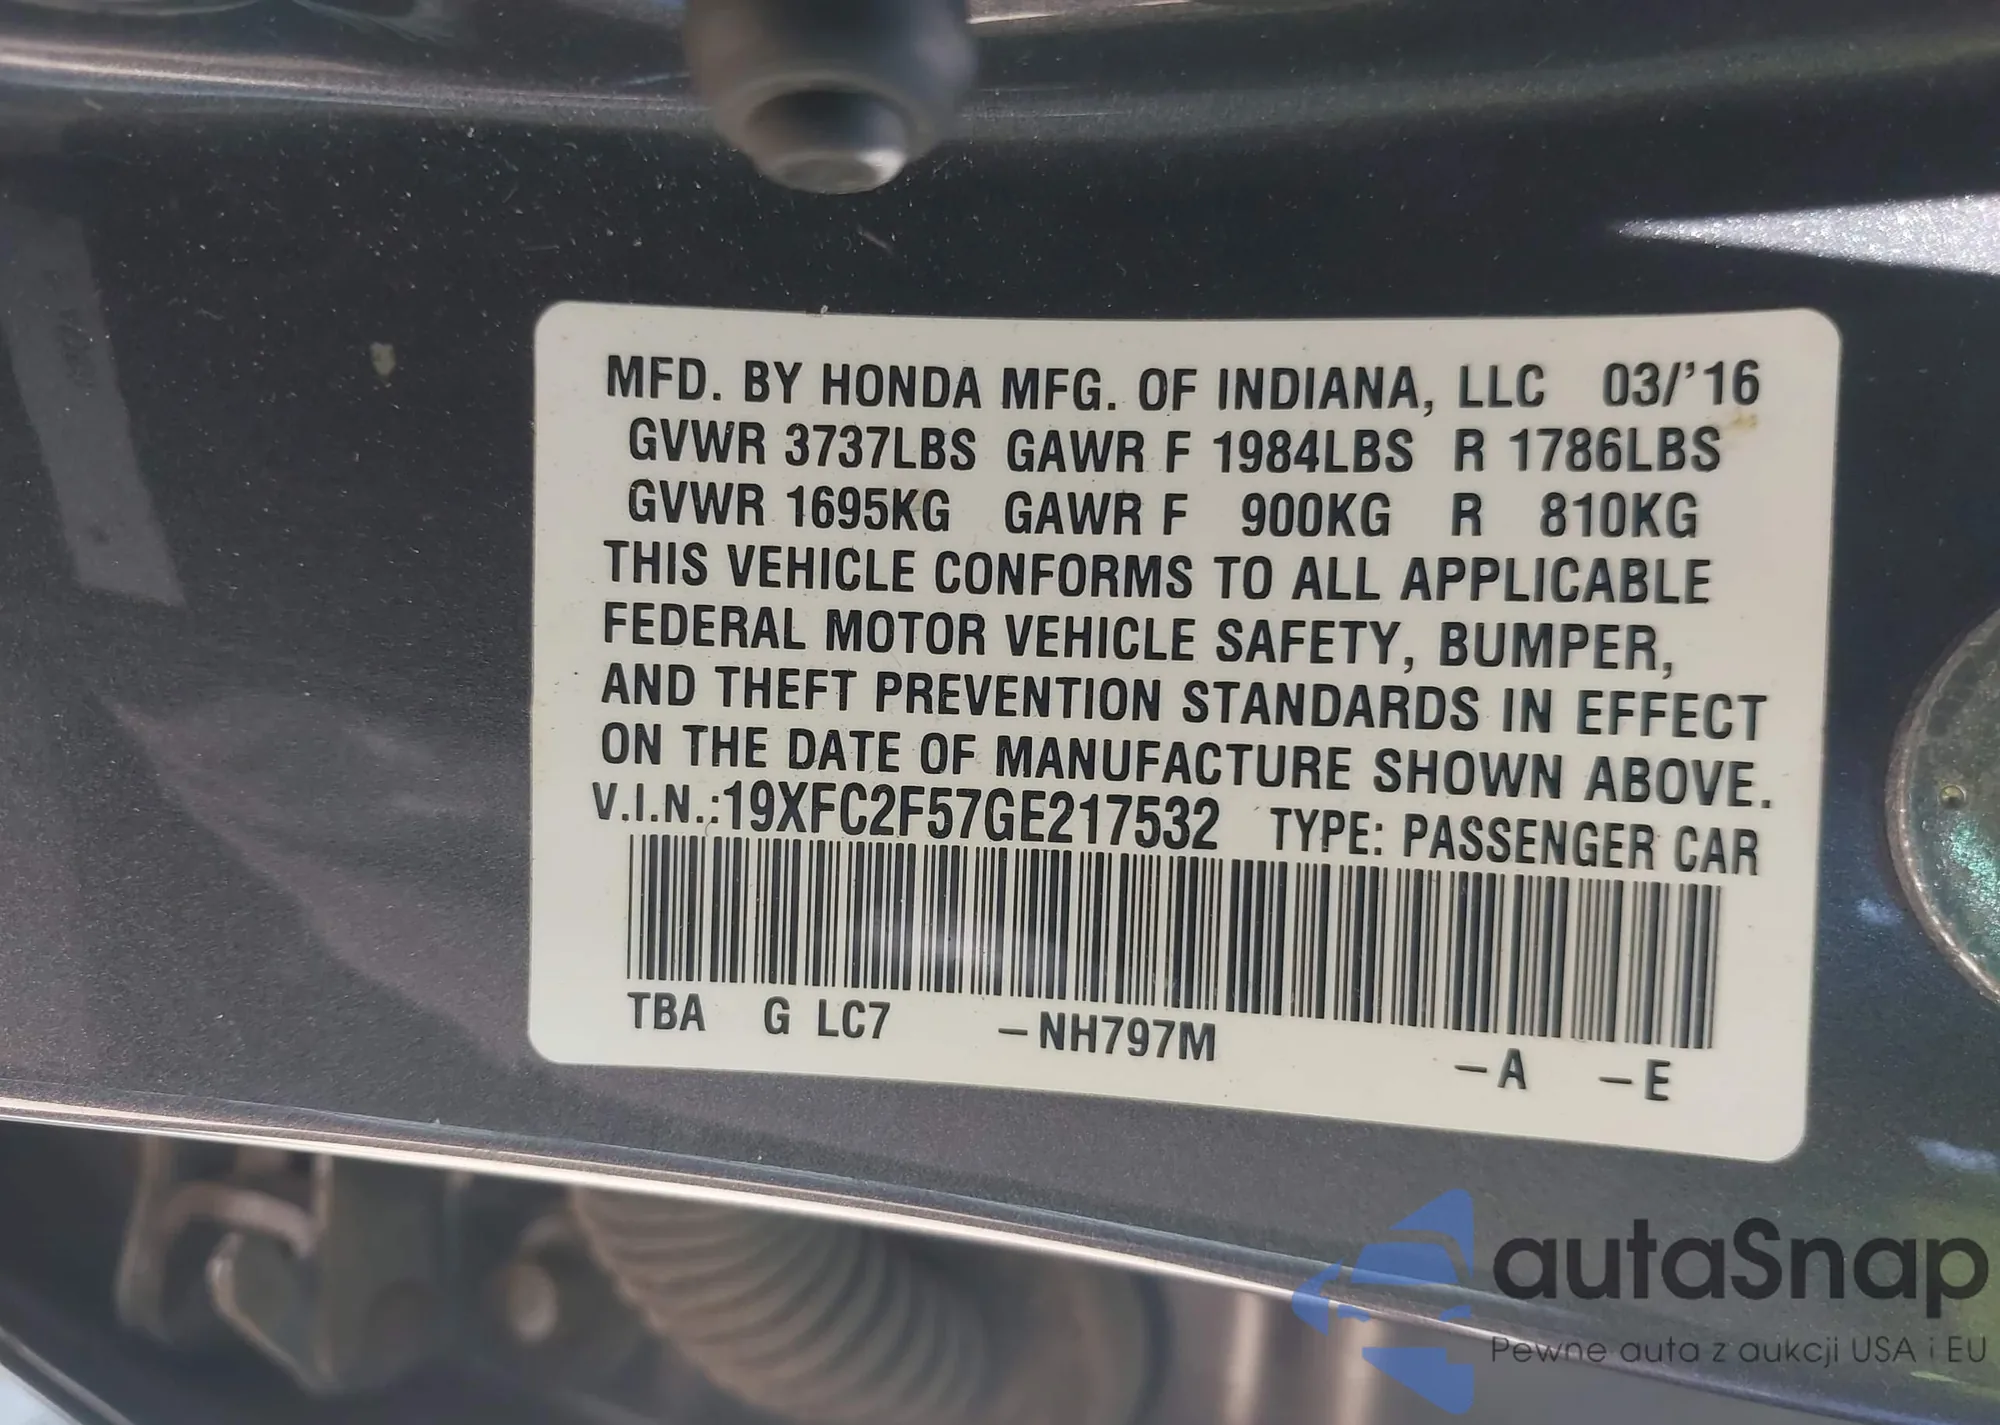 MFD. BY HONDA MFG. OF INDIANA, LLC 03/'16
GVWR 3737LBS GAWR F 1984LBS R 1786LBS
GVWR 1695KG GAWR F 900KG R 810KG
THIS VEHICLE CONFORMS TO ALL APPLICABLE
FEDERAL MOTOR VEHICLE SAFETY, BUMPER,
AND THEFT PREVENTION STANDARDS IN EFFECT
ON THE DATE OF MANUFACTURE SHOWN ABOVE.
V.I.N.:19XFC2F57GE217532 TYPE: PASSENGER CAR
TBA G LC7 -NH797M -A -E
autaSnap
Pewne auta z aukcji USA i EU